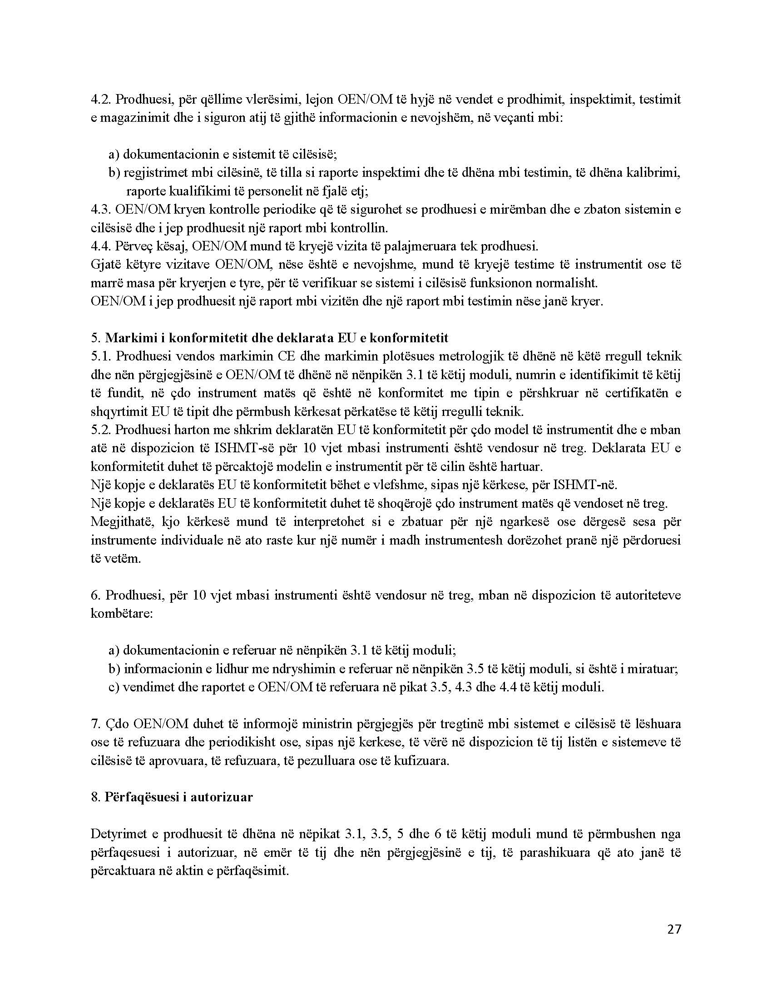 4.2. Prodhuesi, për qëllime vlerësimi, lejon OEN/OM të hyjë në vendet e prodhimit, inspektimit, testimit
e magazinimit dhe i siguron atij të gjithë informacionin e nevojshëm, në veçanti mbi:
a) dokumentacionin e sistemit të cilësisë;
b) regjistrimet mbi cilësinë, të tilla si raporte inspektimi dhe të dhëna mbi testimin, të dhëna kalibrimi,
raporte kualifikimi të personelit në fjalë etj;
4.3. OEN/OM kryen kontrolle periodike që të sigurohet se prodhuesi e mirëmban dhe e zbaton sistemin e
cilësisë dhe i jep prodhuesit një raport mbi kontrollin.
4.4. Përveç kësaj, OEN/OM mund të kryejë vizita të palajmeruara tek prodhuesi.
Gjatë këtyre vizitave OEN/OM, nëse është e nevojshme, mund të kryejë testime të instrumentit ose të
marrë masa për kryerjen e tyre, për të verifikuar se sistemi i cilësisë funksionon normalisht.
OEN/OM i jep prodhuesit një raport mbi vizitën dhe një raport mbi testimin nëse janë kryer.
5. Markimi i konformitetit dhe deklarata EU e konformitetit
5.1. Prodhuesi vendos markimin CE dhe markimin plotësues metrologjik të dhënë në këtë rregull teknik
dhe nën përgjegjësinë e OEN/OM të dhënë në nënpikën 3.1 të këtij moduli, numrin e identifikimit të këtij
të fundit, në çdo instrument matës që është në konformitet me tipin e përshkruar në certifikatën e
shqyrtimit EU të tipit dhe përmbush kërkesat përkatëse të këtij rregulli teknik.
5.2. Prodhuesi harton me shkrim deklaratën EU të konformitetit për çdo model të instrumentit dhe e mban
atë në dispozicion të ISHMT-së për 10 vjet mbasi instrumenti është vendosur në treg. Deklarata EU e
konformitetit duhet të përcaktojë modelin e instrumentit për të cilin është hartuar.
Një kopje e deklaratës EU të konformitetit bëhet e vlefshme, sipas një kërkese, për ISHMT-në.
Një kopje e deklaratës EU të konformitetit duhet të shoqërojë çdo instrument matës që vendoset në treg.
Megjithatë, kjo kërkesë mund të interpretohet si e zbatuar për një ngarkesë ose dërgesë sesa për
instrumente individuale në ato raste kur një numër i madh instrumentesh dorëzohet pranë një përdoruesi
të vetëm.
6. Prodhuesi, për 10 vjet mbasi instrumenti është vendosur në treg, mban në dispozicion të autoriteteve
kombëtare:
a) dokumentacionin e referuar në nënpikën 3.1 të këtij moduli;
b) informacionin e lidhur me ndryshimin e referuar në nënpikën 3.5 të këtij moduli, si është i miratuar;
c) vendimet dhe raportet e OEN/OM të referuara në pikat 3.5, 4.3 dhe 4.4 të këtij moduli.
7. Çdo OEN/OM duhet të informojë ministrin përgjegjës për tregtinë mbi sistemet e cilësisë të lëshuara
ose të refuzuara dhe periodikisht ose, sipas një kerkese, të vërë në dispozicion të tij listën e sistemeve të
cilësisë të aprovuara, të refuzuara, të pezulluara ose të kufizuara.
8. Përfaqësuesi i autorizuar
Detyrimet e prodhuesit të dhëna në nëpikat 3.1, 3.5, 5 dhe 6 të këtij moduli mund të përmbushen nga
përfaqesuesi i autorizuar, në emër të tij dhe nën përgjegjësinë e tij, të parashikuara që ato janë të
përcaktuara në aktin e përfaqësimit.
27